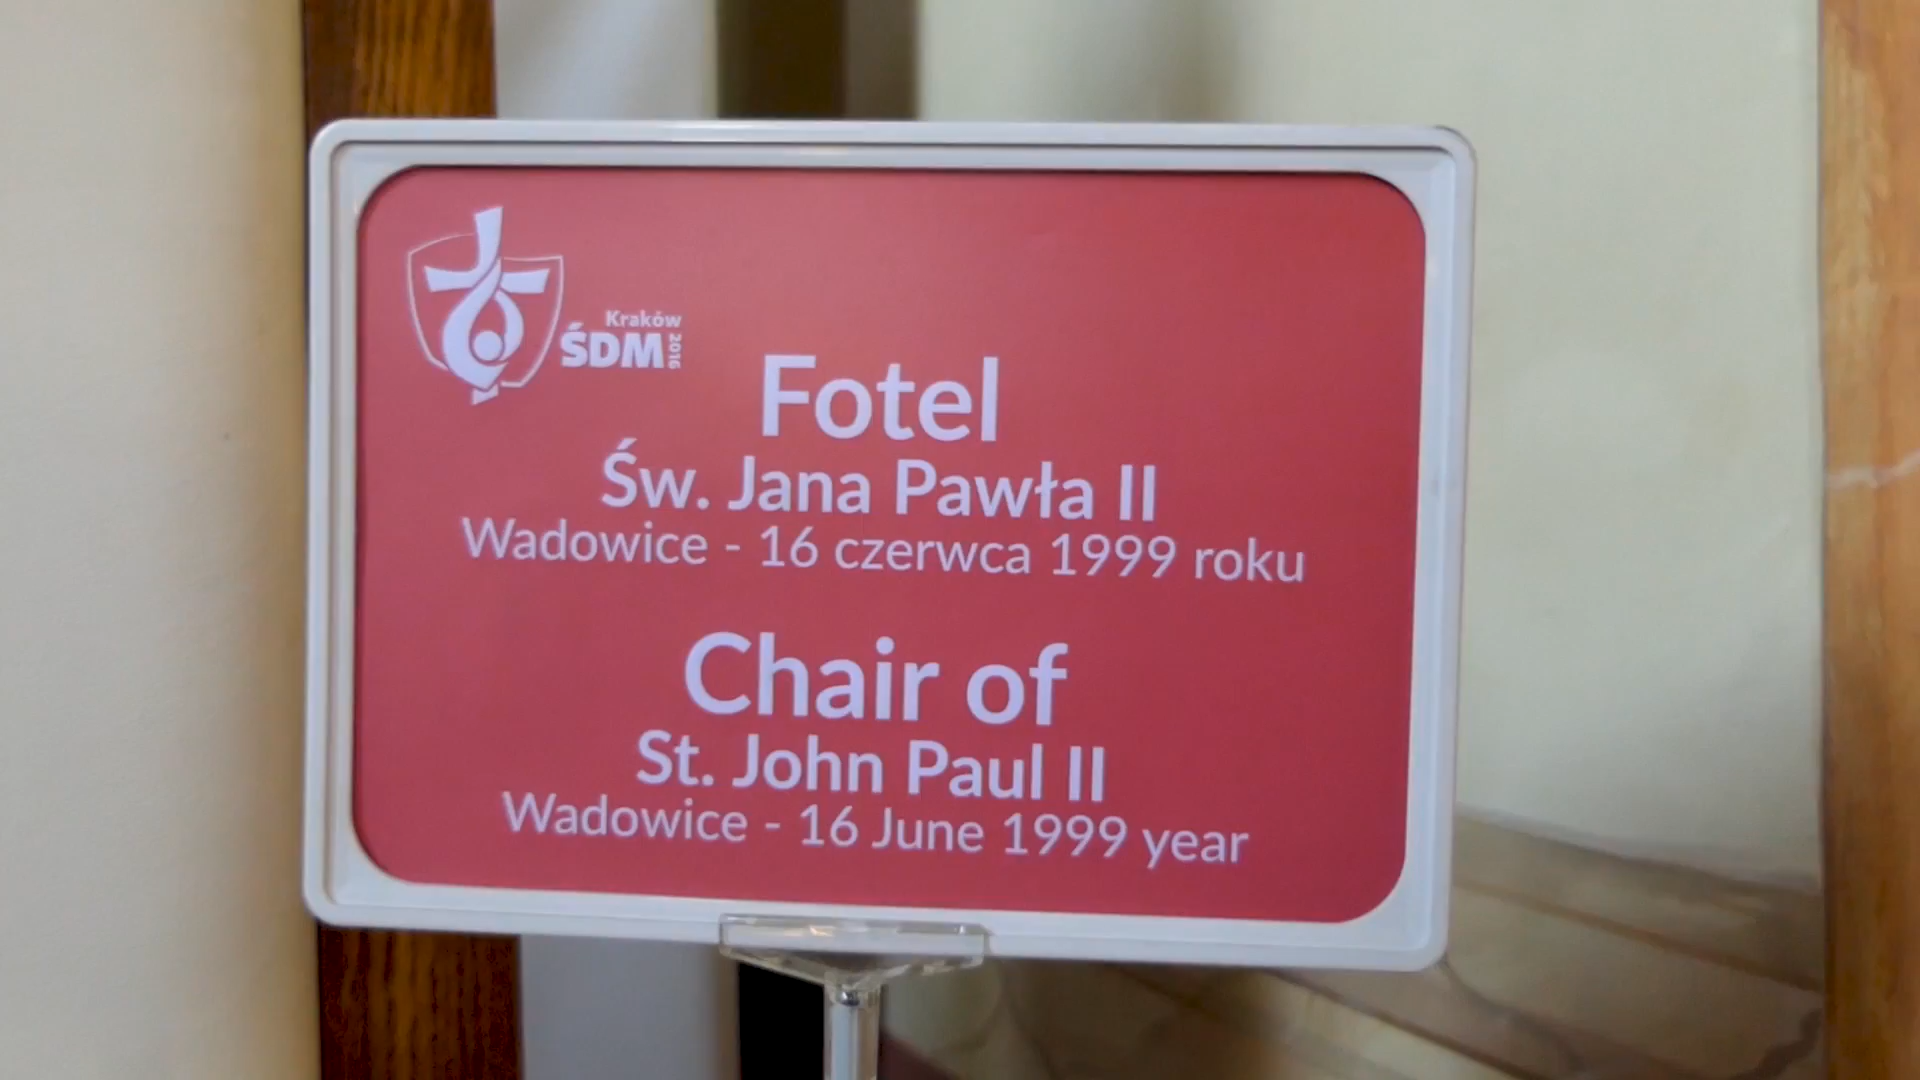 Kraków
ŚDM 2016
Fotel
Św. Jana Pawła II
Wadowice - 16 czerwca 1999 roku
Chair of
St. John Paul II
Wadowice - 16 June 1999 year